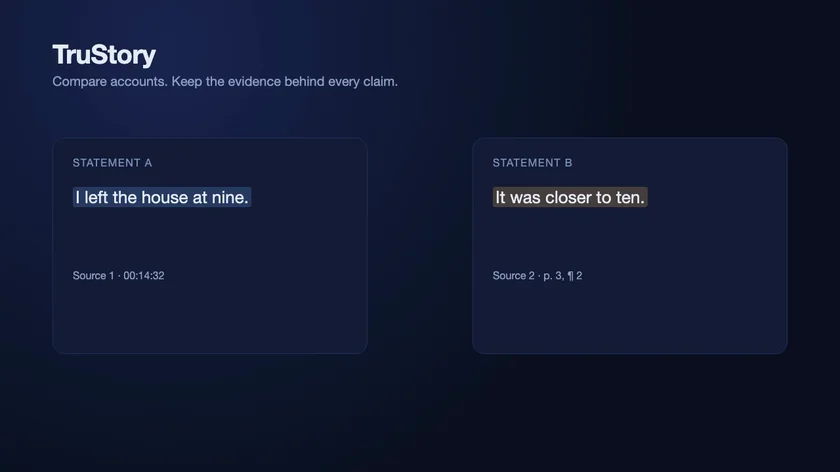 TruStory
Compare accounts. Keep the evidence behind every claim.
STATEMENT A
I left the house at nine.
Source 1 · 00:14:32
STATEMENT B
It was closer to ten.
Source 2 · p. 3, ¶ 2